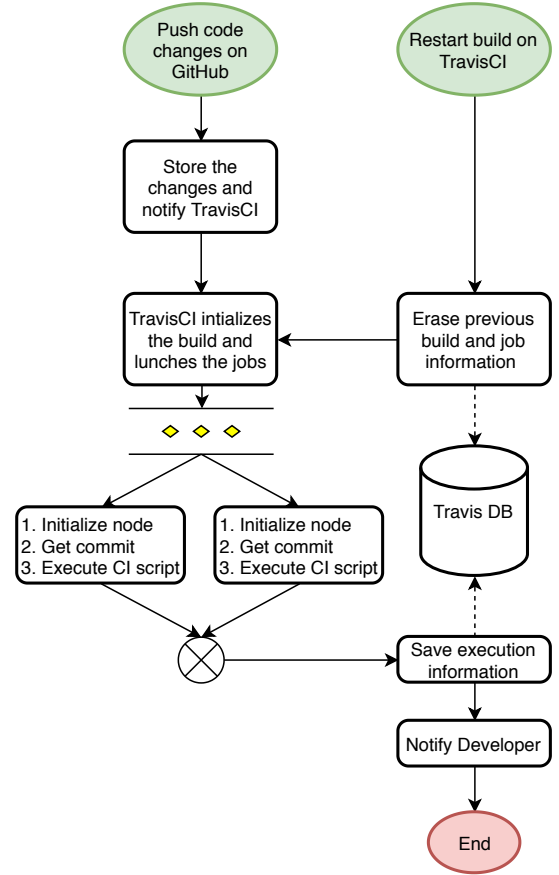 Push code
changes on
GitHub
Restart build on
TravisCI
Store the
changes and
notify TravisCI
TravisCI intializes
the build and
lunches the jobs
Erase previous
build and job
information
Travis DB
1. Initialize node
2. Get commit
3. Execute CI script
1. Initialize node
2. Get commit
3. Execute CI script
Save execution
information
Notify Developer
End